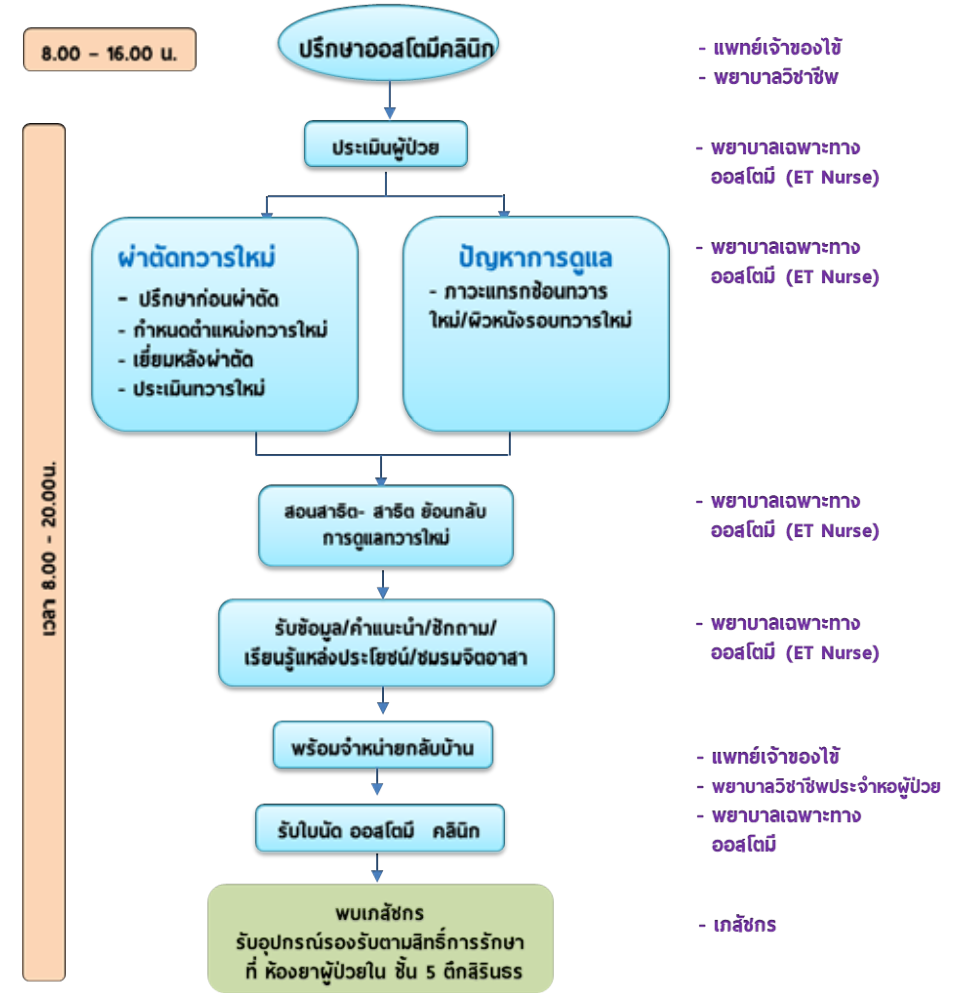 8.00 – 16.00 น.
ปรึกษาออสโตมีคลินิก
- แพทย์เจ้าของไข้
- พยาบาลวิชาชีพ
ประเมินผู้ป่วย
- พยาบาลเฉพาะทาง
ออสโตมี (ET Nurse)
ผ่าตัดทวารใหม่
- ปรึกษาก่อนผ่าตัด
- กำหนดตำแหน่งทวารใหม่
- เยี่ยมหลังผ่าตัด
- ประเมินทวารใหม่
ปัญหาการดูแล
- ภาวะแทรกซ้อนทวาร
ใหม่/ผิวหนังรอบทวารใหม่
- พยาบาลเฉพาะทาง
ออสโตมี (ET Nurse)
เวลา 8.00 – 20.00น.
สอนสาธิต- สาธิต ย้อนกลับ
การดูแลทวารใหม่
- พยาบาลเฉพาะทาง
ออสโตมี (ET Nurse)
รับข้อมูล/คำแนะนำ/ซักถาม/
เรียนรู้แหล่งประโยชน์/ชมรมจิตอาสา
- พยาบาลเฉพาะทาง
ออสโตมี (ET Nurse)
พร้อมจำหน่ายกลับบ้าน
- แพทย์เจ้าของไข้
- พยาบาลวิชาชีพประจำหอผู้ป่วย
- พยาบาลเฉพาะทาง
ออสโตมี
รับใบนัด ออสโตมี คลินิก
พบเภสัชกร
รับอุปกรณ์รองรับตามสิทธิ์การรักษา
ที่ ห้องยาผู้ป่วยใน ชั้น 5 ตึกสิรินธร
- เภสัชกร